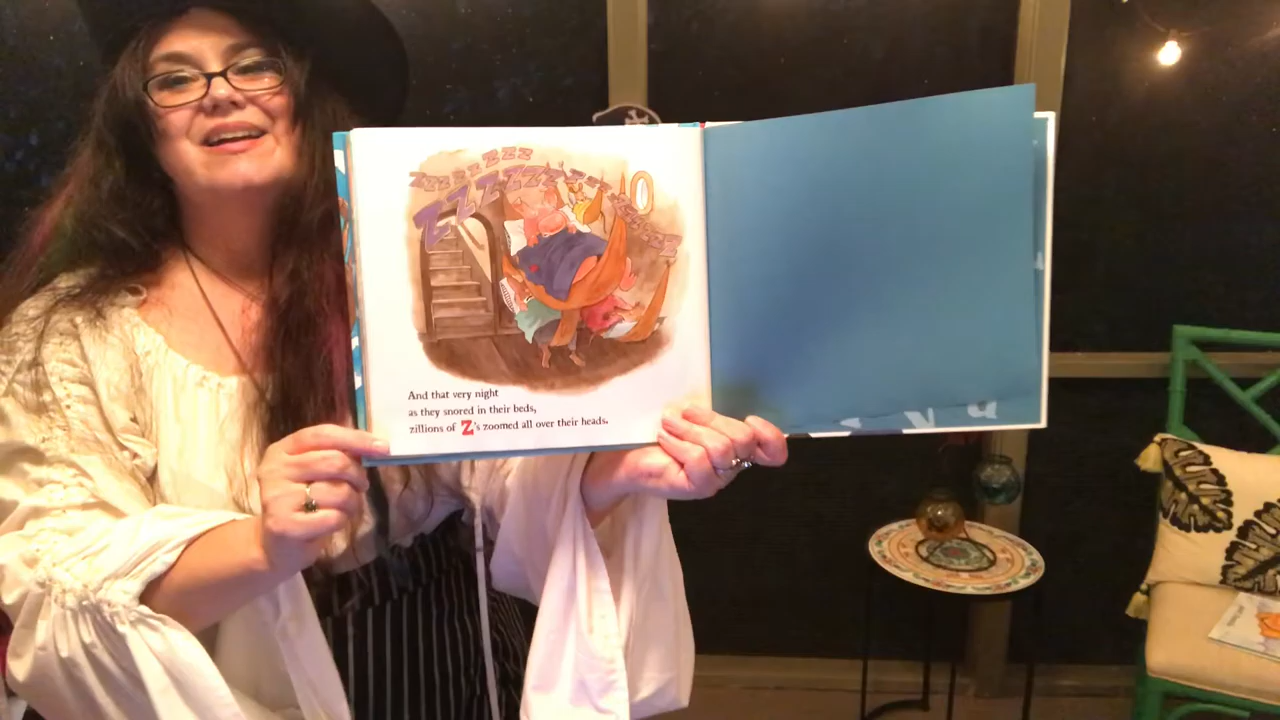 And that very night
as they snored in their beds,
zillions of Z's zoomed all over their heads.